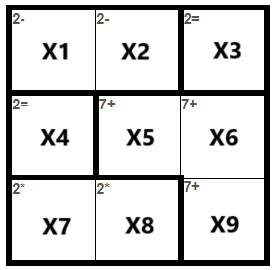 2- 2- 2=
X1 X2 X3
2= 7+ 7+
X4 X5 X6
2* 2* 7+
X7 X8 X9